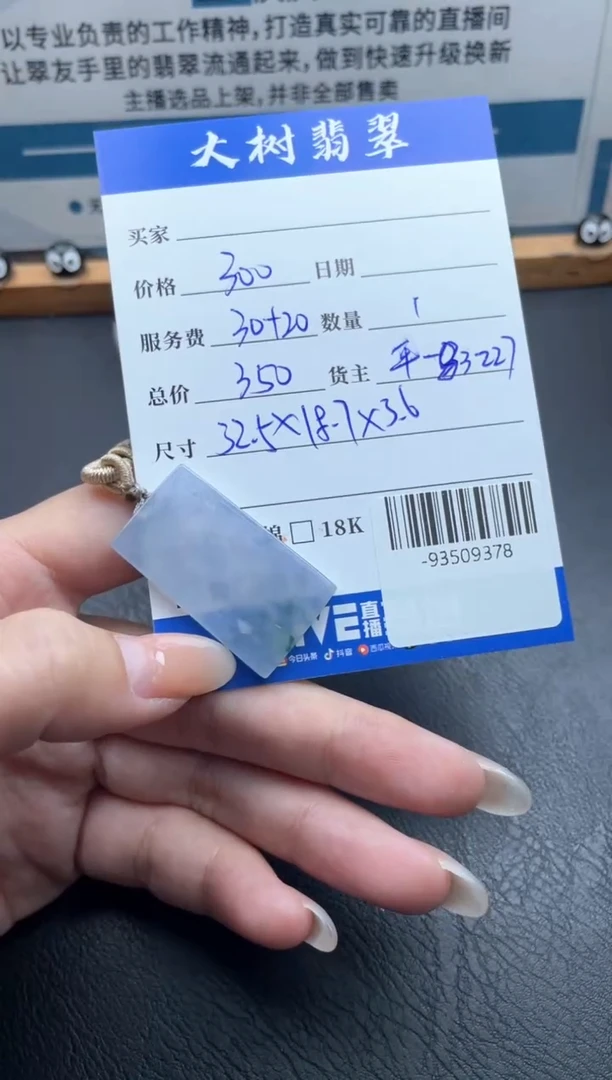 以专业负责的工作精神,打造真实可靠的直播间
让翠友手里的翡翠流通起来,做到快速升级换新
主播选品上架,并非全部售卖
大树翡翠
买家
价格 300 日期
服务费 30+20 数量 1
总价 350 货主
尺寸 32.5×18.7×3.6
18K
-93509378
直播
今日头条 抖音 西瓜视